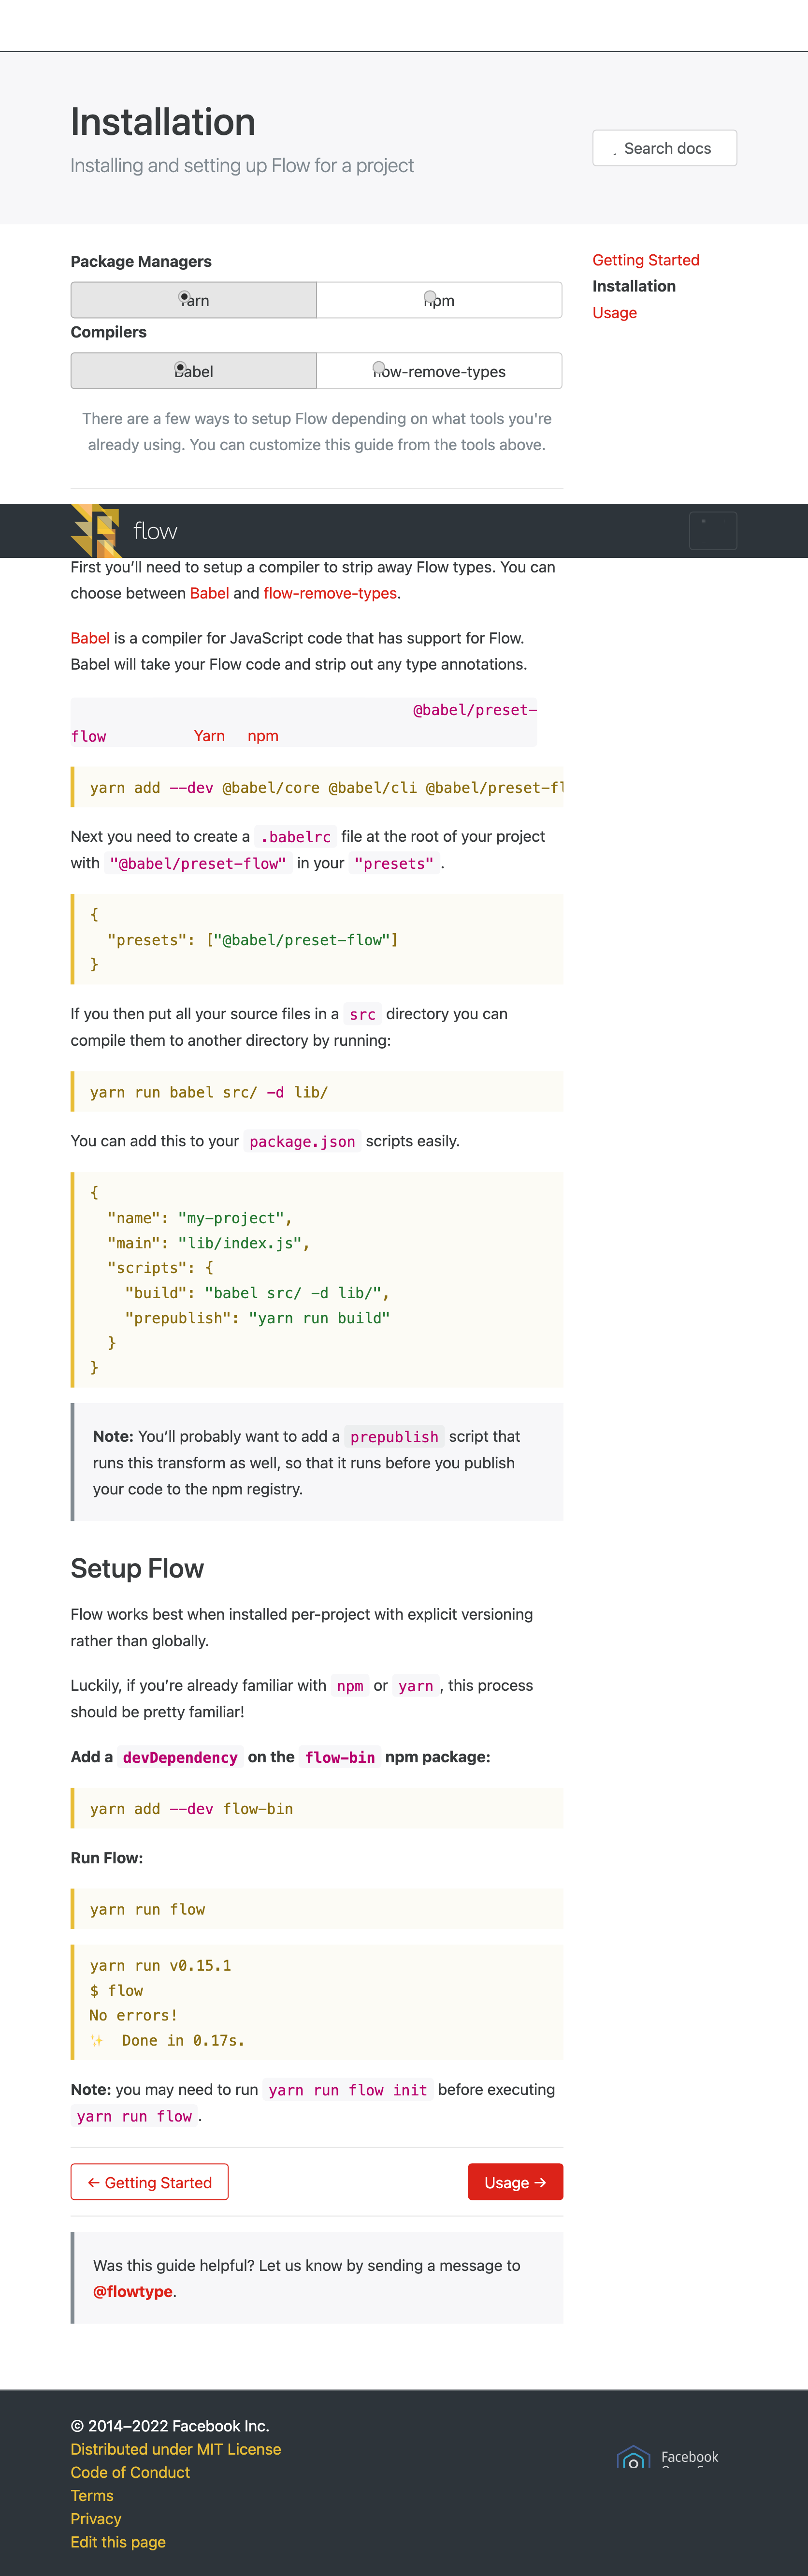 Installation
Installing and setting up Flow for a project
Search docs
Package Managers
Yarn
npm
Compilers
Babel
flow-remove-types
There are a few ways to setup Flow depending on what tools you're
already using. You can customize this guide from the tools above.
Getting Started
Installation
Usage
flow
First you’ll need to setup a compiler to strip away Flow types. You can
choose between Babel and flow-remove-types.
Babel is a compiler for JavaScript code that has support for Flow.
Babel will take your Flow code and strip out any type annotations.
@babel/preset-
flow Yarn npm
yarn add --dev @babel/core @babel/cli @babel/preset-fl
Next you need to create a .babelrc file at the root of your project
with "@babel/preset-flow" in your "presets".
{
  "presets": ["@babel/preset-flow"]
}
If you then put all your source files in a src directory you can
compile them to another directory by running:
yarn run babel src/ -d lib/
You can add this to your package.json scripts easily.
{
  "name": "my-project",
  "main": "lib/index.js",
  "scripts": {
    "build": "babel src/ -d lib/",
    "prepublish": "yarn run build"
  }
}
Note: You’ll probably want to add a prepublish script that
runs this transform as well, so that it runs before you publish
your code to the npm registry.
Setup Flow
Flow works best when installed per-project with explicit versioning
rather than globally.
Luckily, if you’re already familiar with npm or yarn, this process
should be pretty familiar!
Add a devDependency on the flow-bin npm package:
yarn add --dev flow-bin
Run Flow:
yarn run flow
yarn run v0.15.1
$ flow
No errors!
✨  Done in 0.17s.
Note: you may need to run yarn run flow init before executing
yarn run flow.
← Getting Started
Usage →
Was this guide helpful? Let us know by sending a message to
@flowtype.
© 2014–2022 Facebook Inc.
Distributed under MIT License
Code of Conduct
Terms
Privacy
Edit this page
Facebook